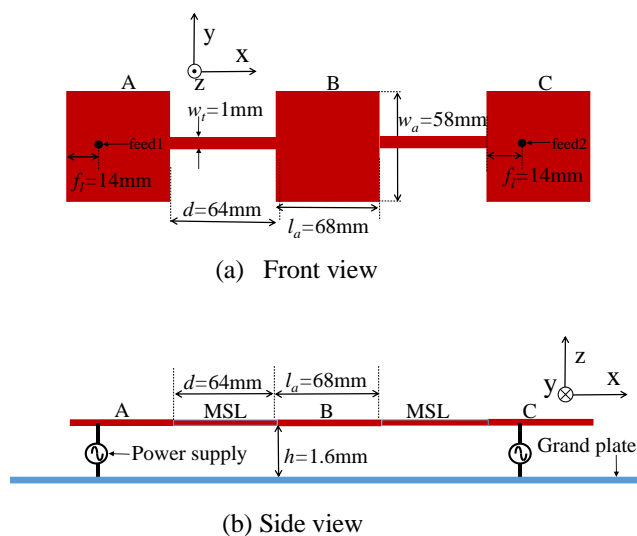 y
x
z
A
B
C
w_t=1mm
w_a=58mm
feed1
feed2
f_l=14mm
f_l=14mm
d=64mm
l_a=68mm
(a) Front view
z
y
x
d=64mm
l_a=68mm
A
MSL
B
MSL
C
Power supply
h=1.6mm
Grand plate
(b) Side view